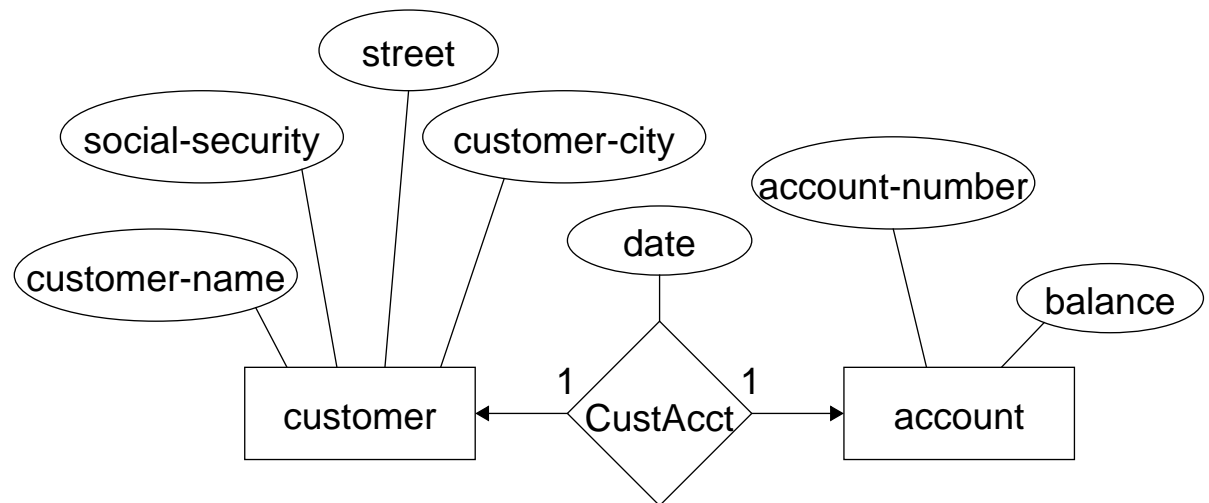 street
social-security
customer-city
account-number
date
customer-name
balance
1
1
customer
CustAcct
account